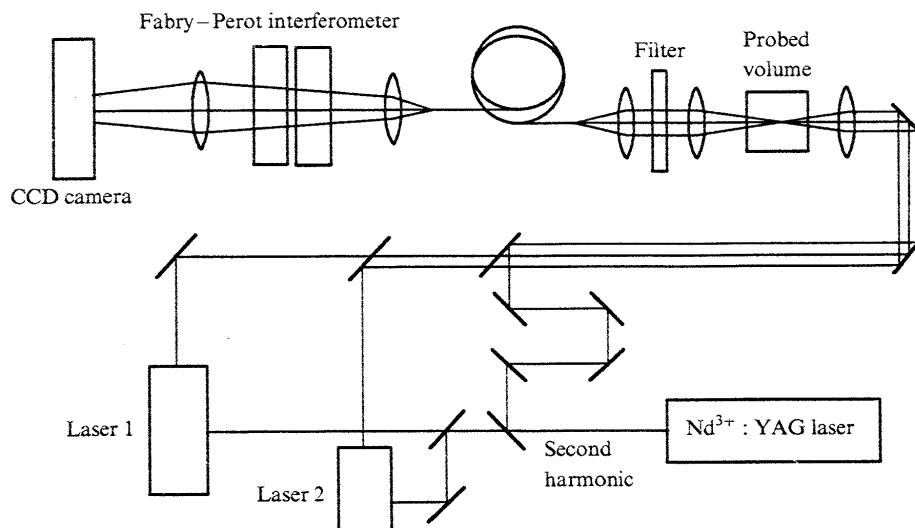 Fabry–Perot interferometer
Filter
Probed
volume
CCD camera
Laser 1
Nd³⁺ : YAG laser
Second
harmonic
Laser 2